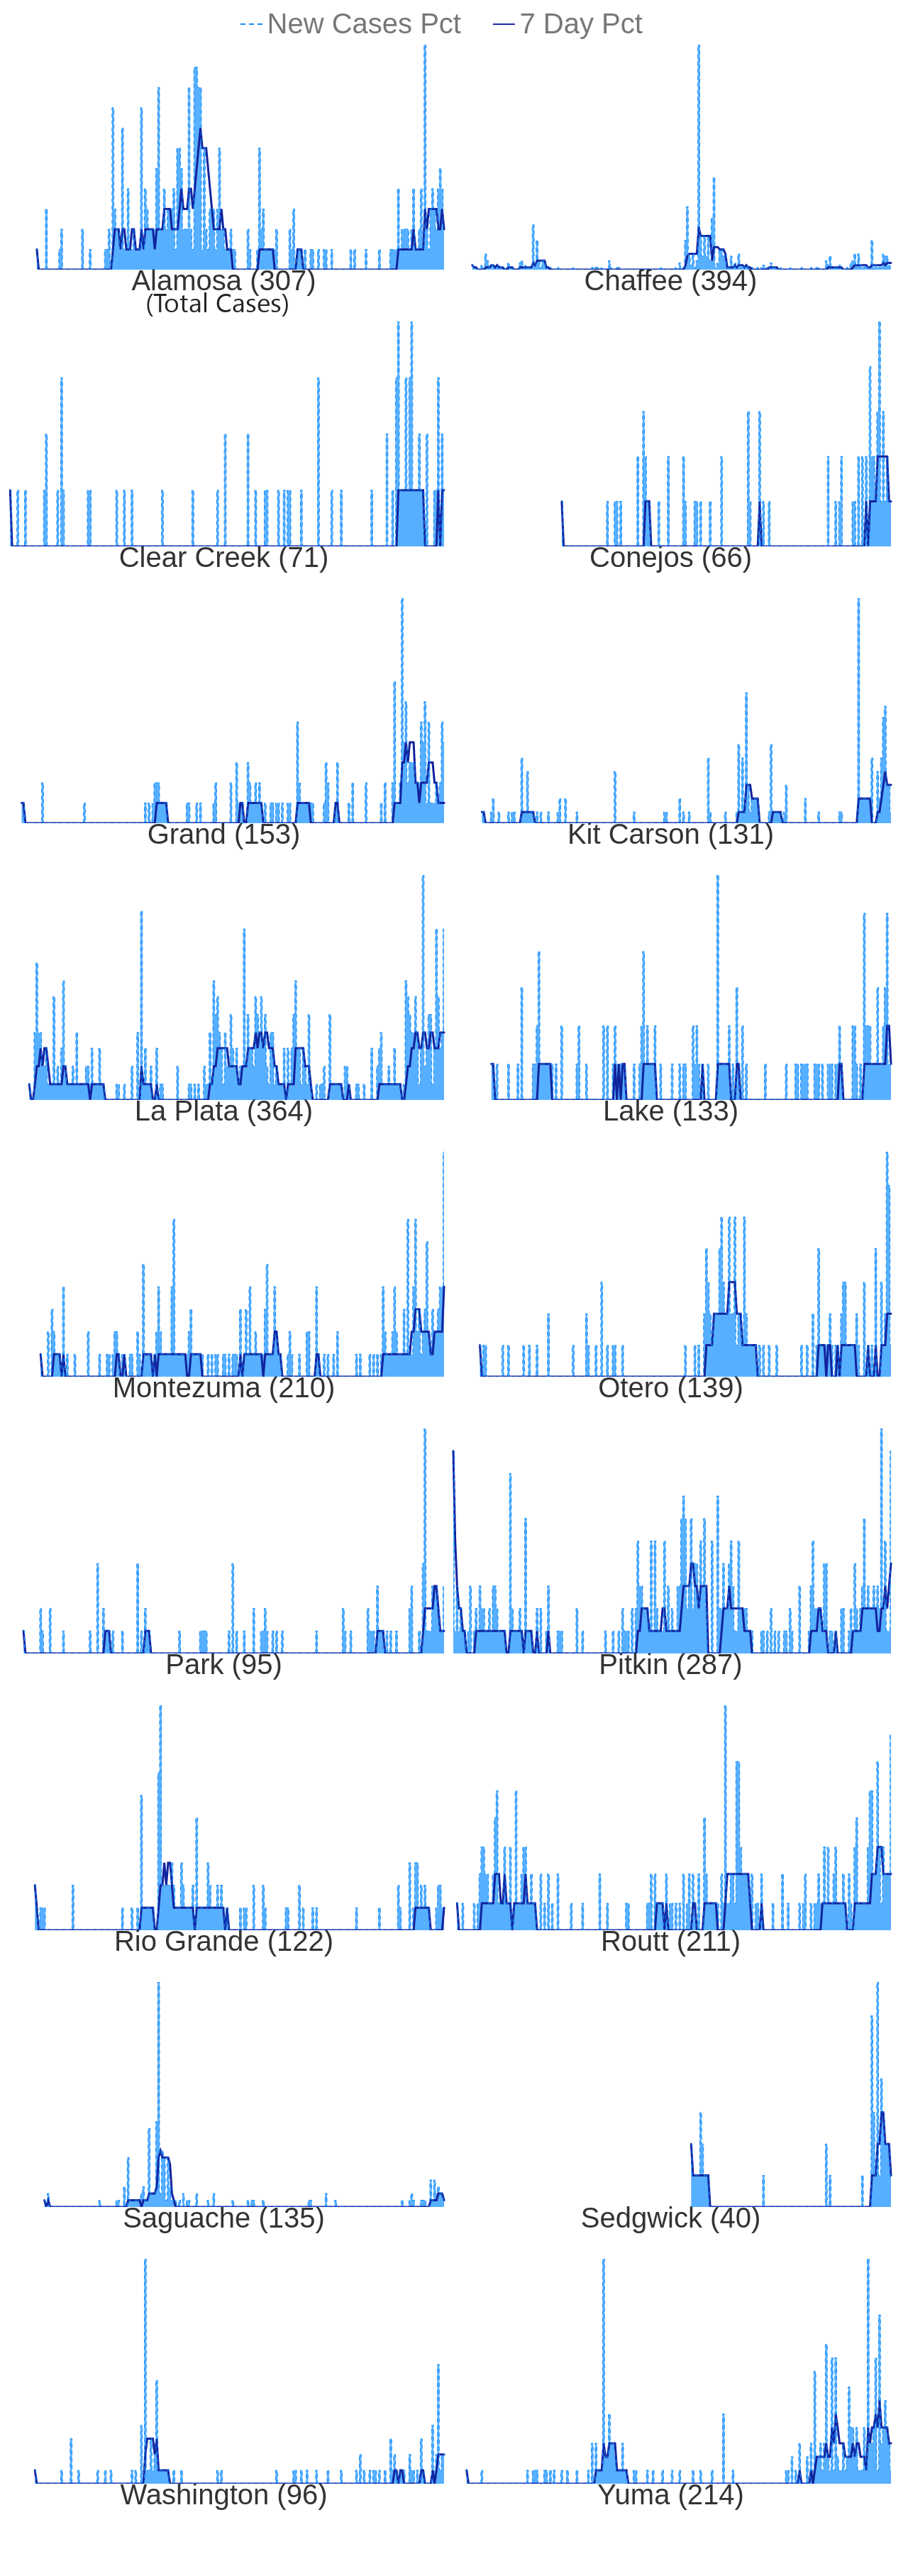 New Cases Pct 7 Day Pct
Alamosa (307) Chaffee (394)
(Total Cases)
Clear Creek (71) Conejos (66)
Grand (153) Kit Carson (131)
La Plata (364) Lake (133)
Montezuma (210) Otero (139)
Park (95) Pitkin (287)
Rio Grande (122) Routt (211)
Saguache (135) Sedgwick (40)
Washington (96) Yuma (214)